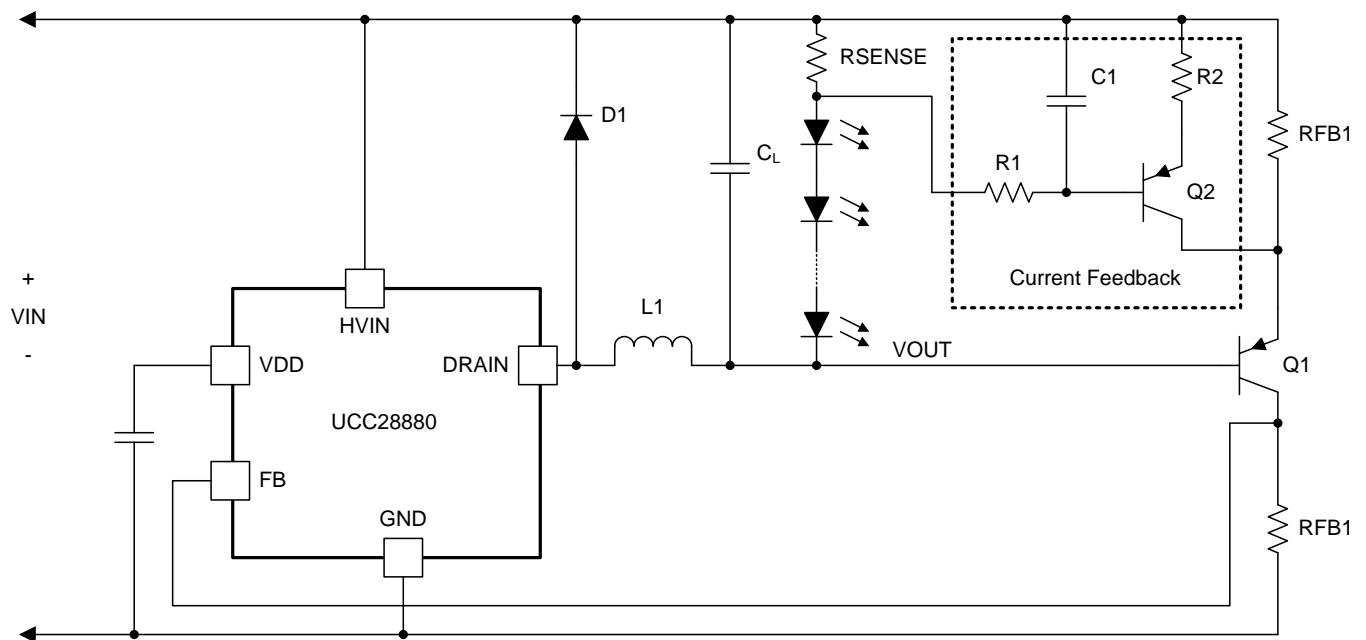 RSENSE
C1
R2
D1
RFB1
CL
R1
Q2
+
VIN
-
Current Feedback
HVIN
L1
VDD
DRAIN
VOUT
Q1
UCC28880
FB
GND
RFB1